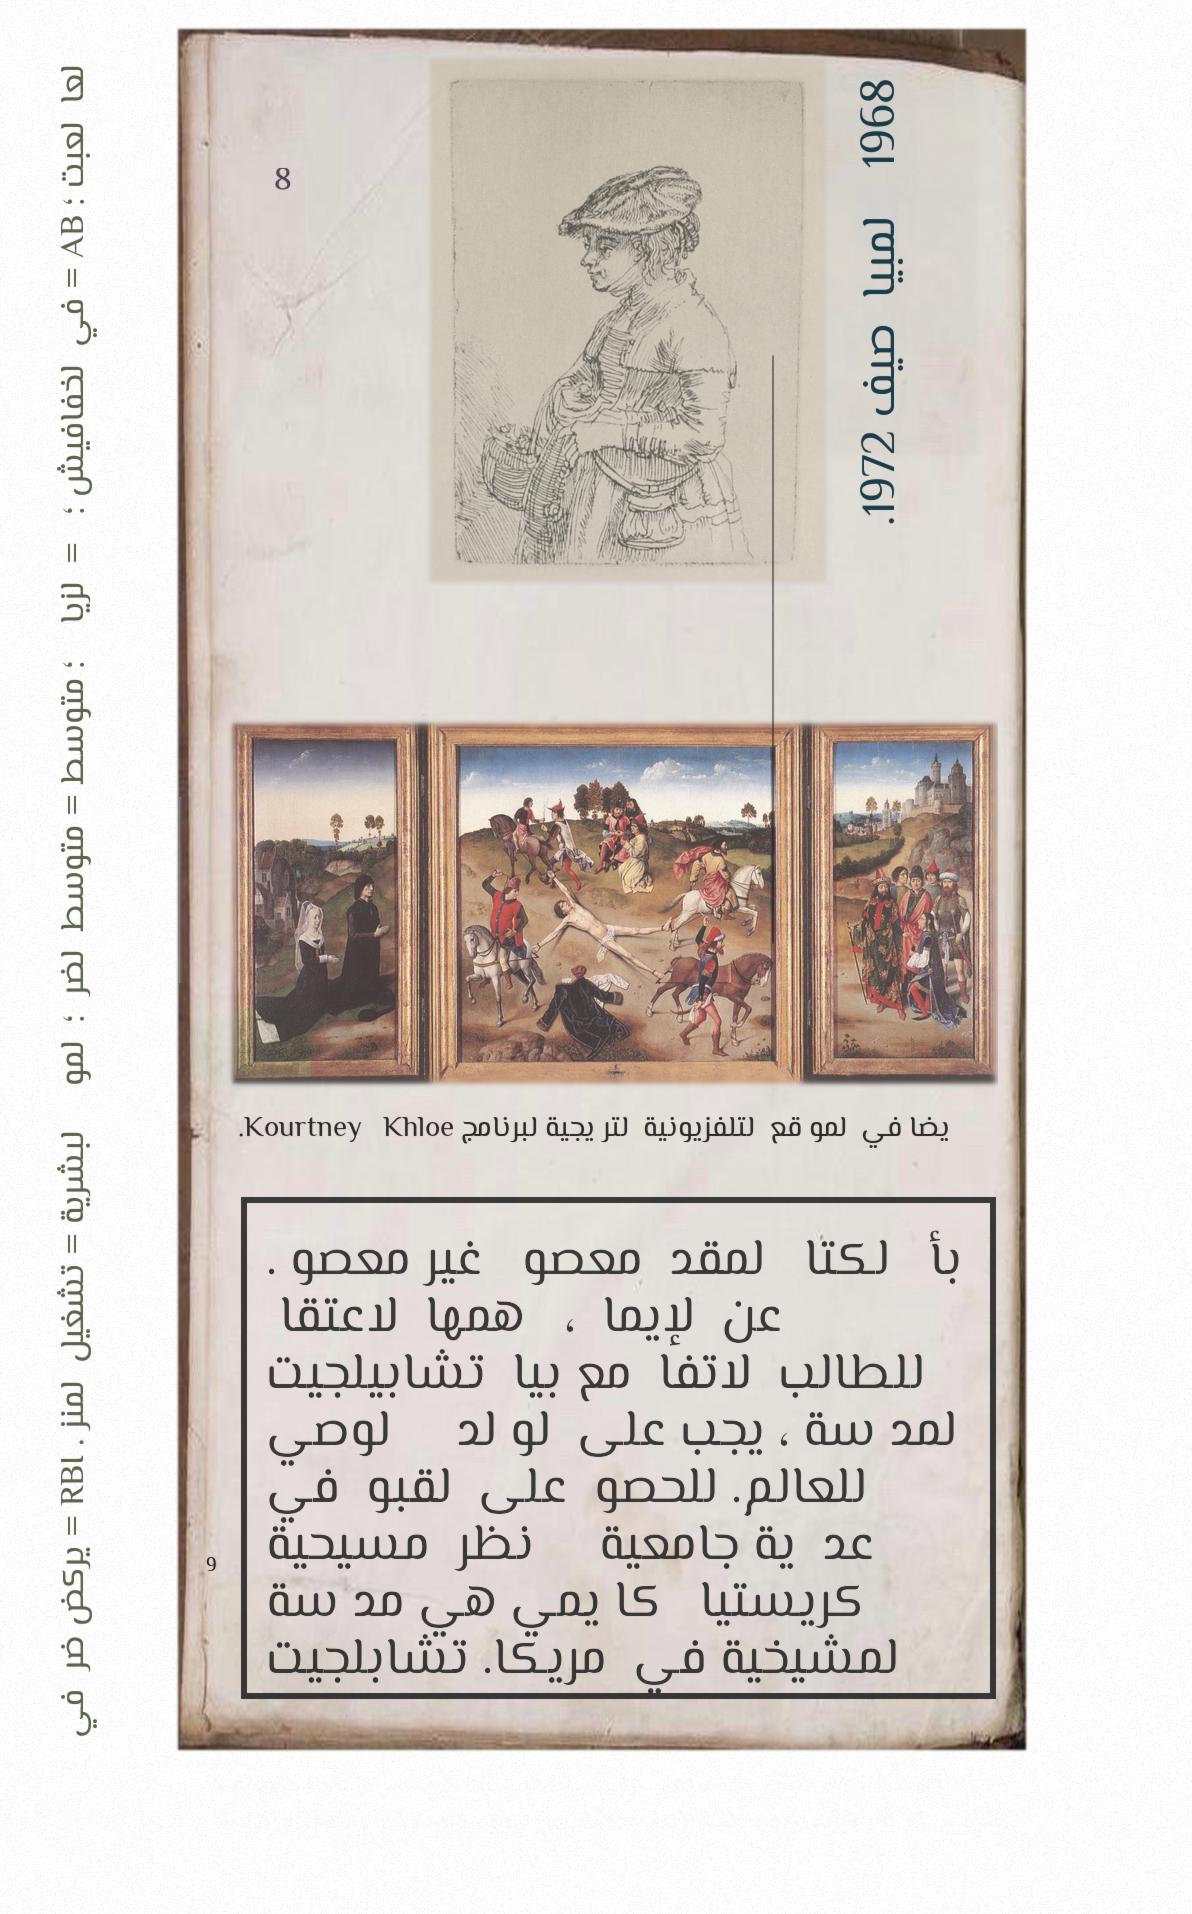 8
1968 لمبيا صيف 1972.
لعا لعبت ؛ AB = في لخفافيش ؛ = لزيا ؛ متوسط = متوسط لخر ؛ لمو لبشرية = تشغيل لمنز . RBI = يركض ضر في
يضا في لمو قع لتلفزيونية لتر يجية لبرنامج Kourtney Khloe.
بأ لكتا لمقد معصو غير معصو .
عن لإيما ، همها لاعتقا
للطالب لاتفا مع بيا تشابيلجيت
لمد سة ، يجب على لو لد لوصي
للعالم. للحصو على لقبو في
عد ية جامعية نظر مسيحية
كريستيا كا يمي هي مد سة
لمشيخية في مريكا. تشابلجيت
9